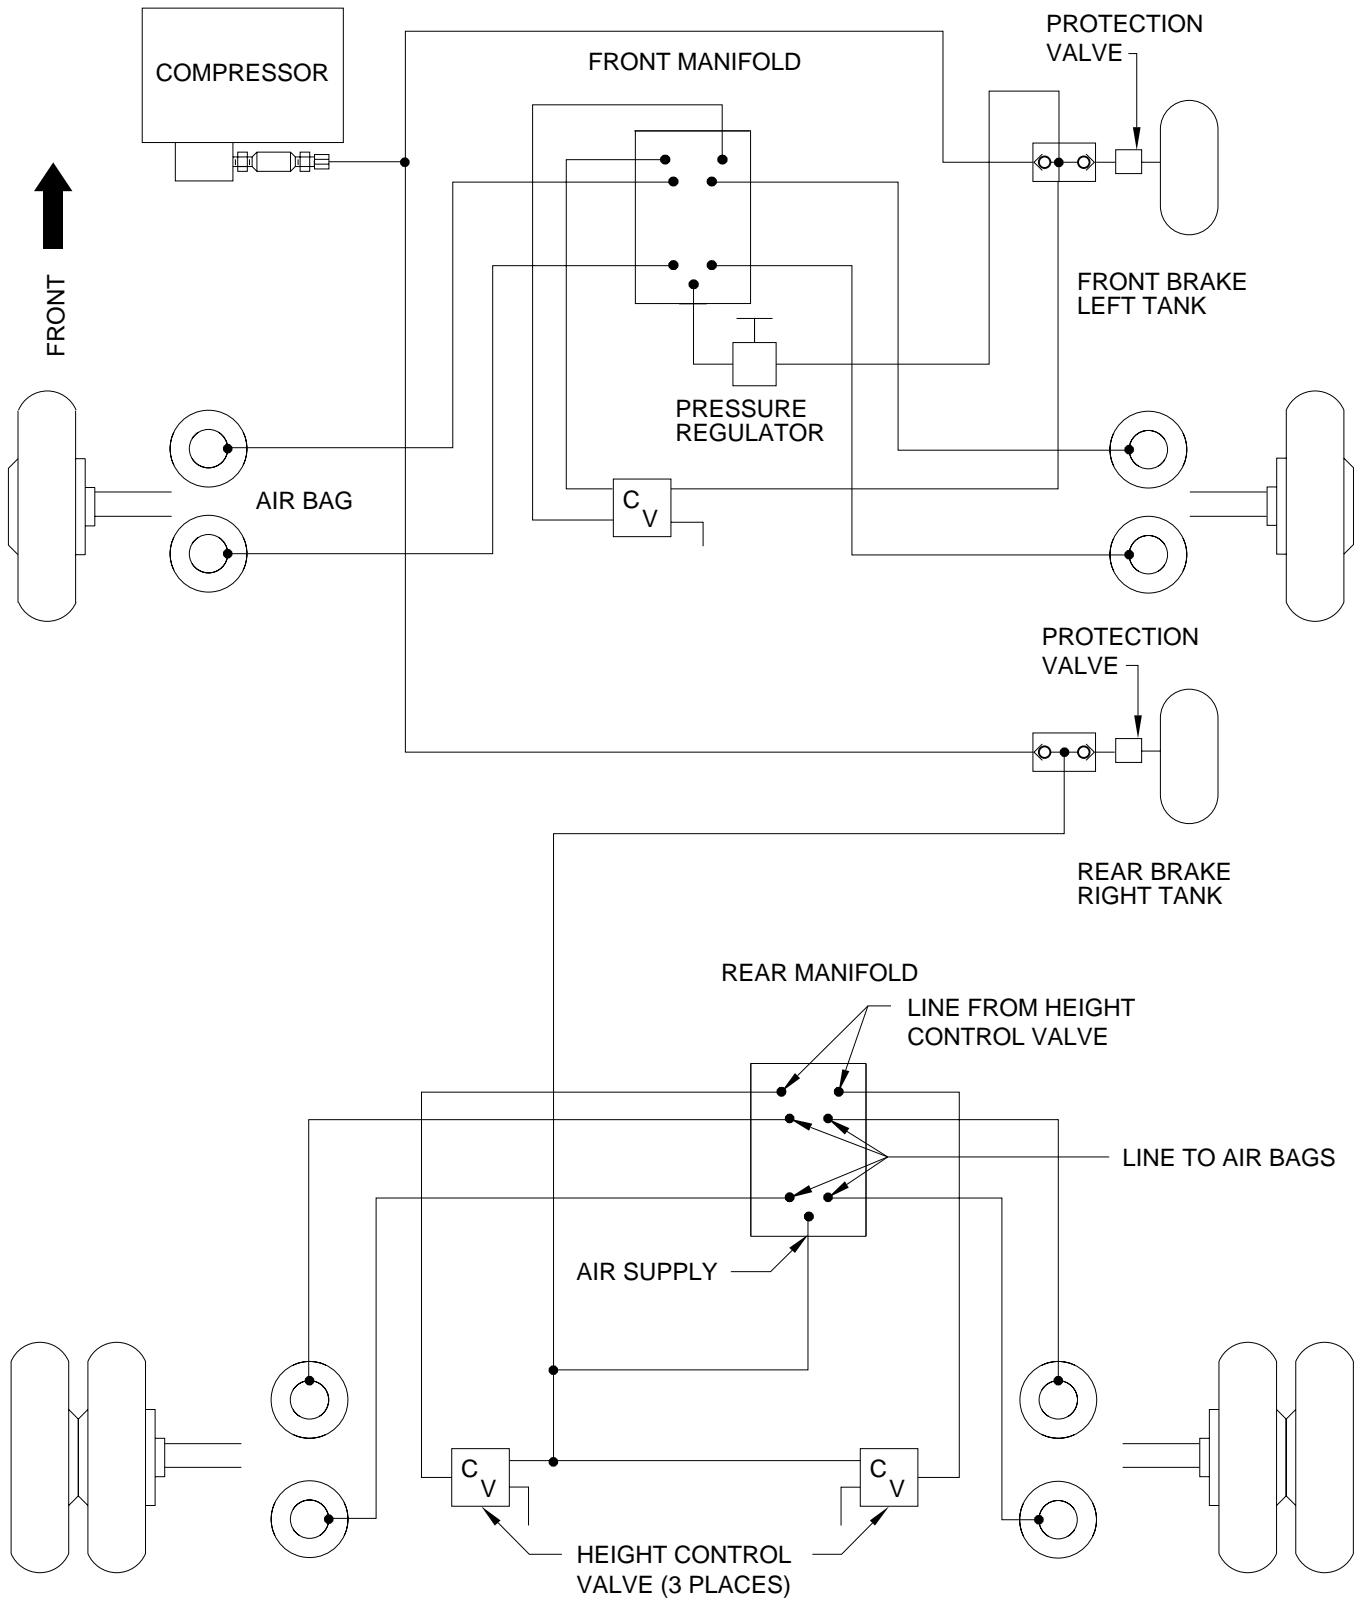 PROTECTION
VALVE
COMPRESSOR
FRONT MANIFOLD
FRONT
FRONT BRAKE
LEFT TANK
PRESSURE
REGULATOR
AIR BAG
C
V
PROTECTION
VALVE
REAR BRAKE
RIGHT TANK
REAR MANIFOLD
LINE FROM HEIGHT
CONTROL VALVE
LINE TO AIR BAGS
AIR SUPPLY
C
V
C
V
HEIGHT CONTROL
VALVE (3 PLACES)